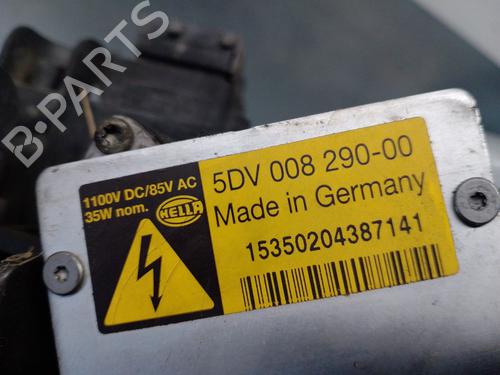 B-PARTS
1100V DC/85V AC
35W nom.
HELLA
5DV 008 290-00
Made in Germany
15350204387141